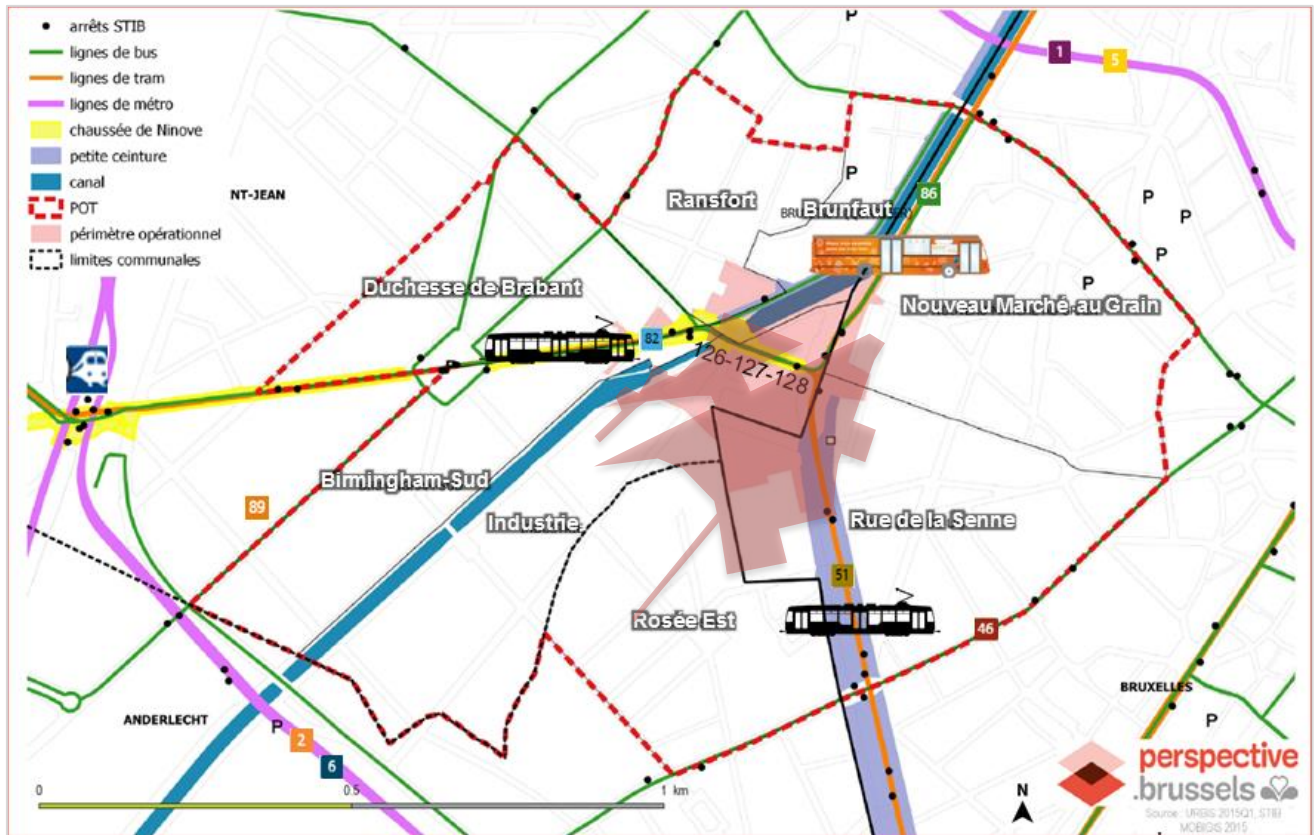 arrêts STIB
lignes de bus
lignes de tram
lignes de métro
chaussée de Ninove
petite ceinture
canal
POT
périmètre opérationnel
limites communales
P
1
5
NT-JEAN
Ransfort
P
86
Brunfaut
P
P
P
P
Duchesse de Brabant
Nouveau Marché au Grain
82
126-127-128
Birmingham-Sud
89
Industrie
Rue de la Senne
51
Rosée Est
46
BRUXELLES
P
ANDERLECHT
P
2
6
0
0.5
1 km
N
perspective
.brussels
Source : URBIS 2015Q1, STIB
MOBIGIS 2015